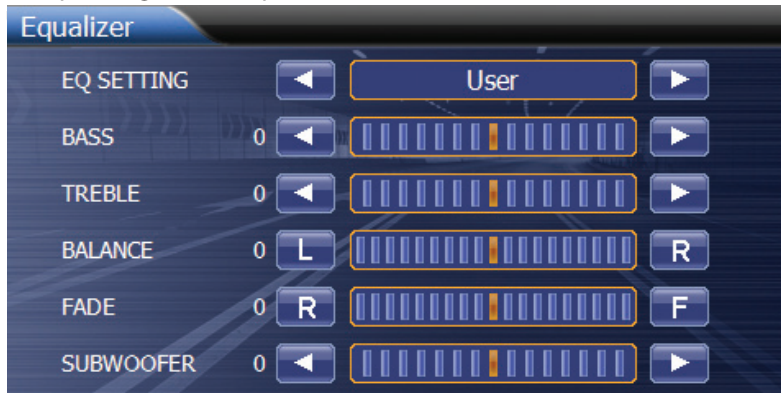 Equalizer
EQ SETTING User
BASS 0
TREBLE 0
BALANCE 0 L R
FADE 0 R F
SUBWOOFER 0